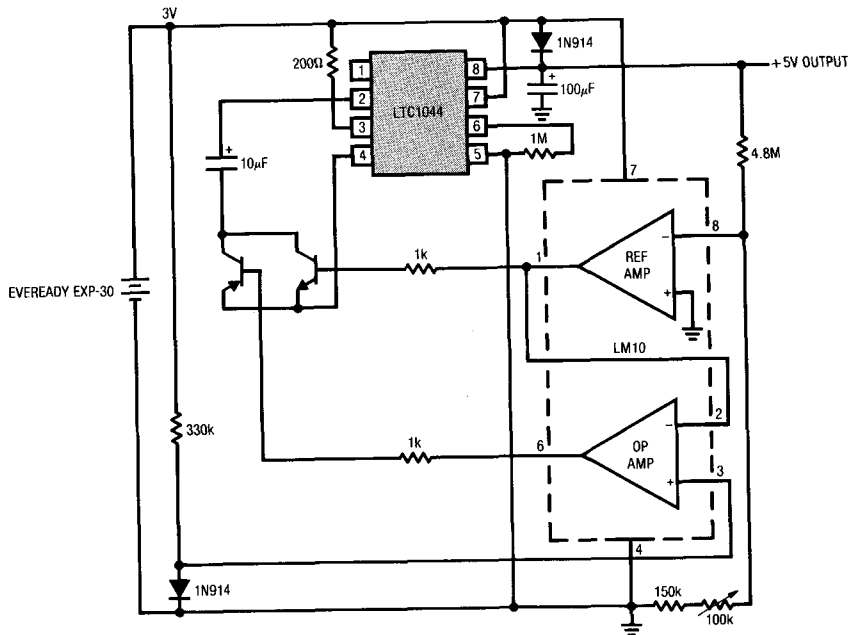 3V
1N914
200Ω
1
2
3
4
LTC1044
8
7
6
5
+
100μF
+5V OUTPUT
1M
4.8M
+
10μF
7
8
1k
1
REF
AMP
−
+
EVEREADY EXP-30
LM10
2
330k
1k
6
OP
AMP
−
+
3
4
1N914
150k
100k